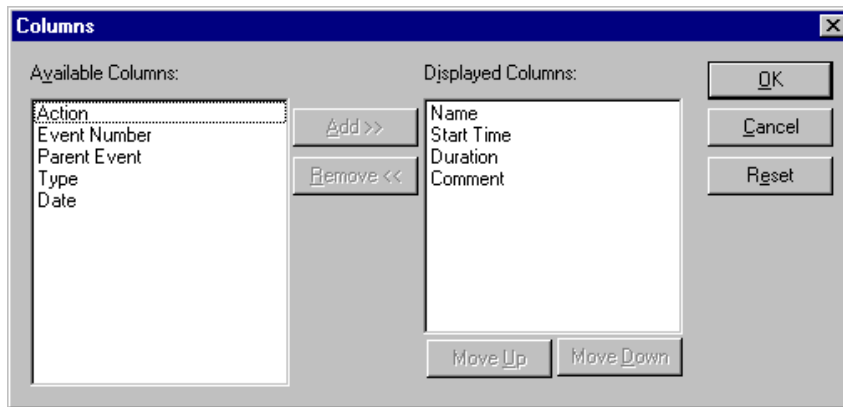 Columns
Available Columns:
Action
Event Number
Parent Event
Type
Date
Add >>
Remove <<
Displayed Columns:
Name
Start Time
Duration
Comment
Move Up
Move Down
OK
Cancel
Reset